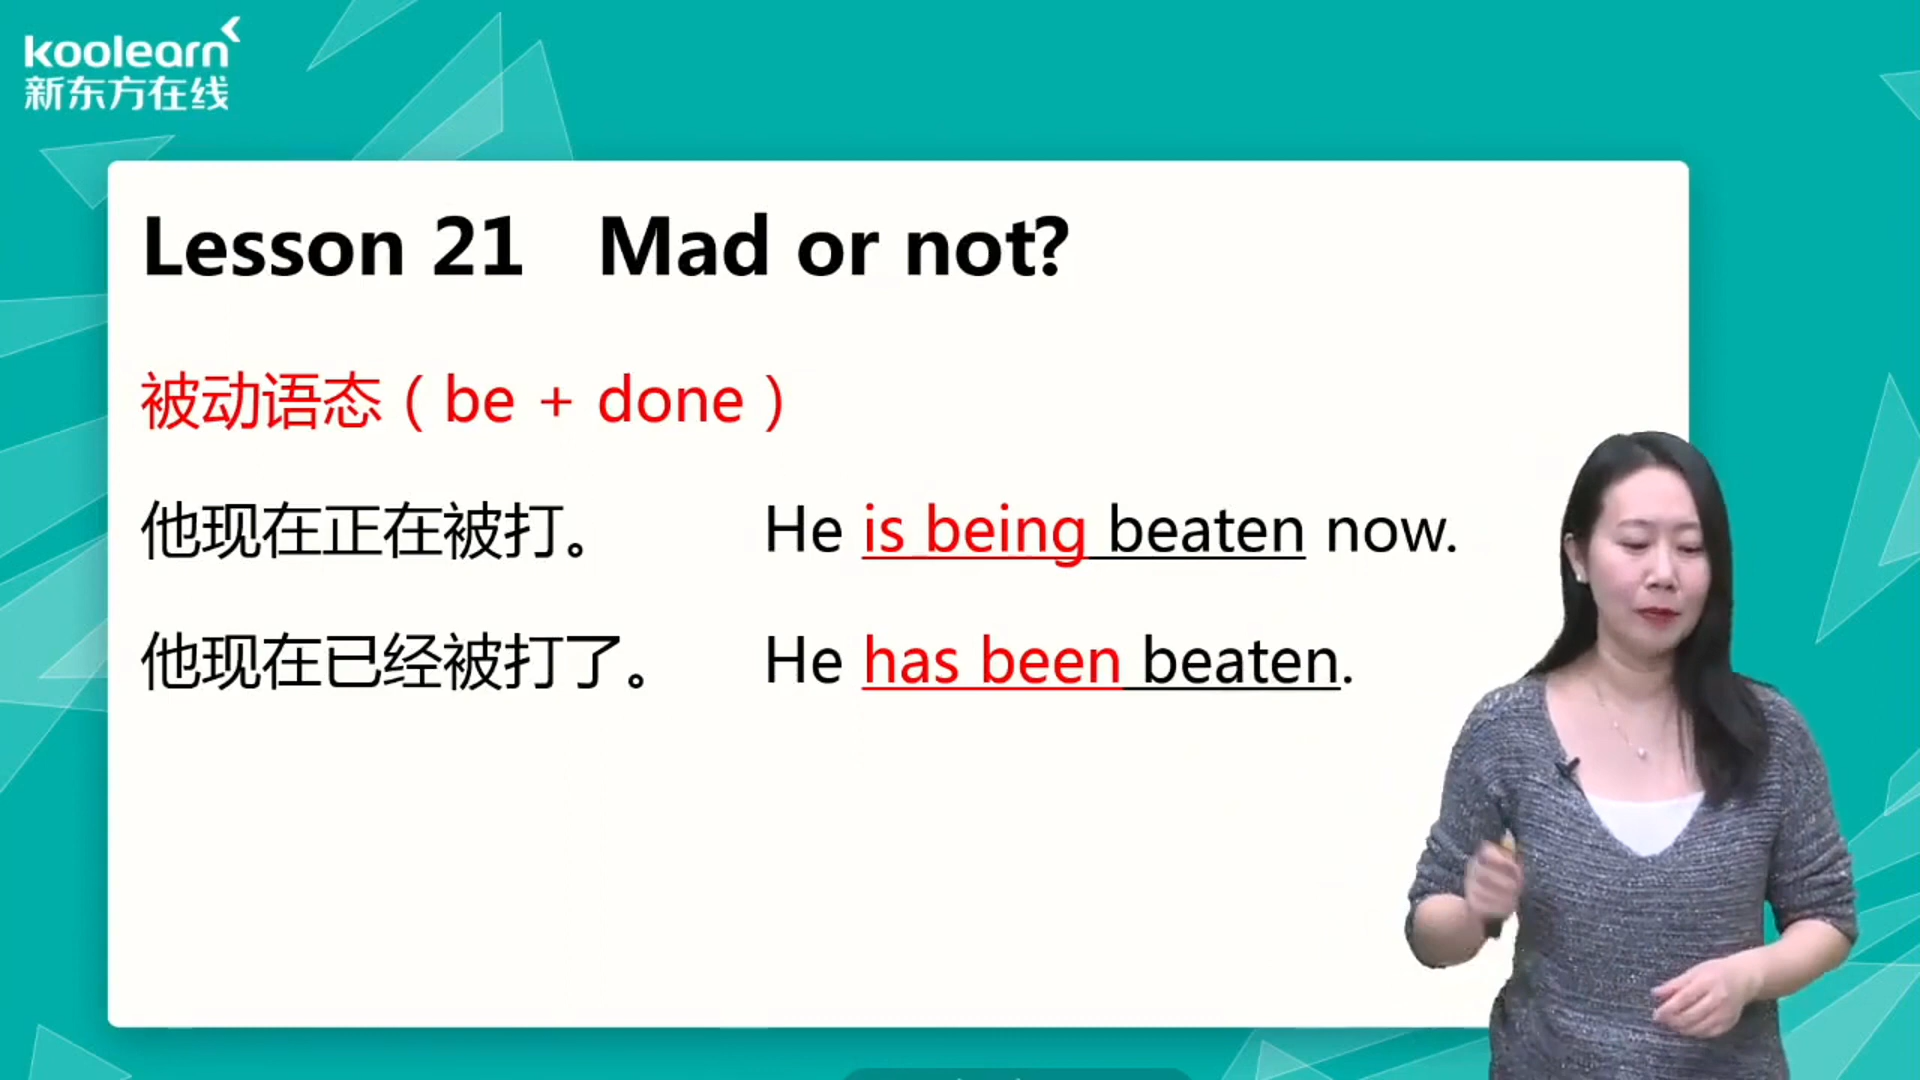 koolearn
新东方在线
Lesson 21 Mad or not?
被动语态（be + done）
他现在正在被打。 He is being beaten now.
他现在已经被打了。 He has been beaten.